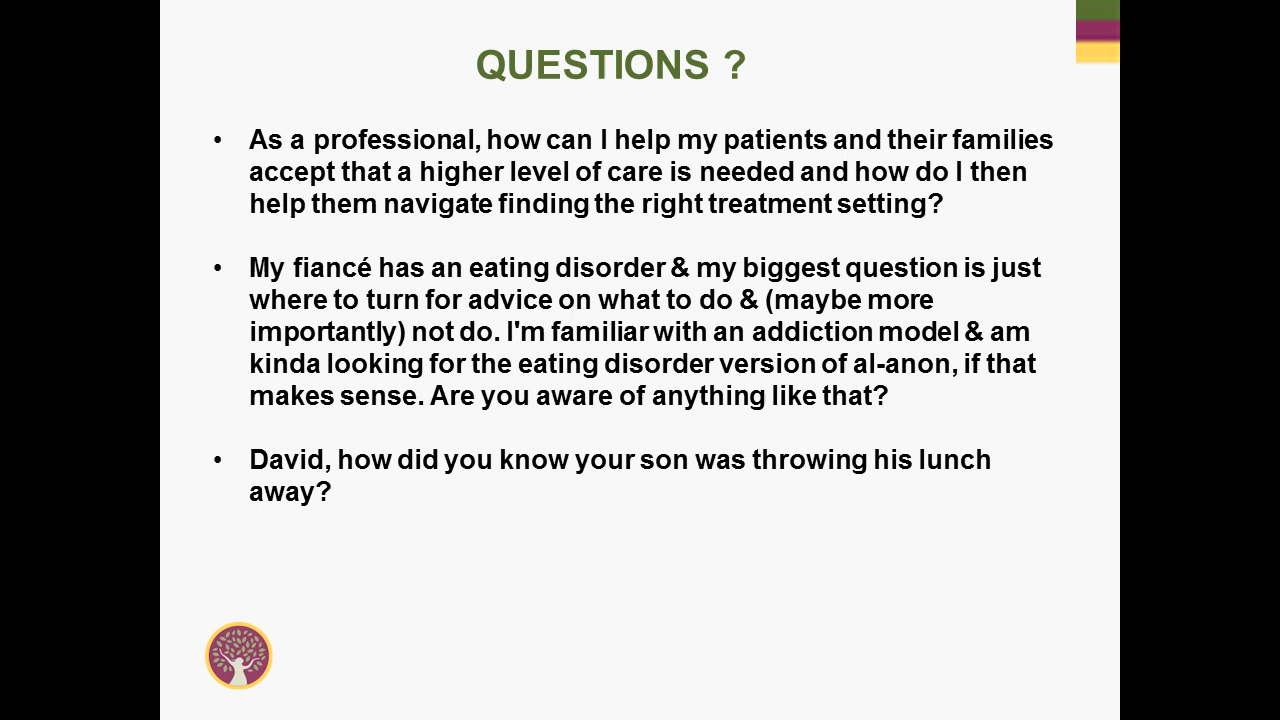 QUESTIONS ?
• As a professional, how can I help my patients and their families
accept that a higher level of care is needed and how do I then
help them navigate finding the right treatment setting?
• My fiancé has an eating disorder & my biggest question is just
where to turn for advice on what to do & (maybe more
importantly) not do. I'm familiar with an addiction model & am
kinda looking for the eating disorder version of al-anon, if that
makes sense. Are you aware of anything like that?
• David, how did you know your son was throwing his lunch
away?